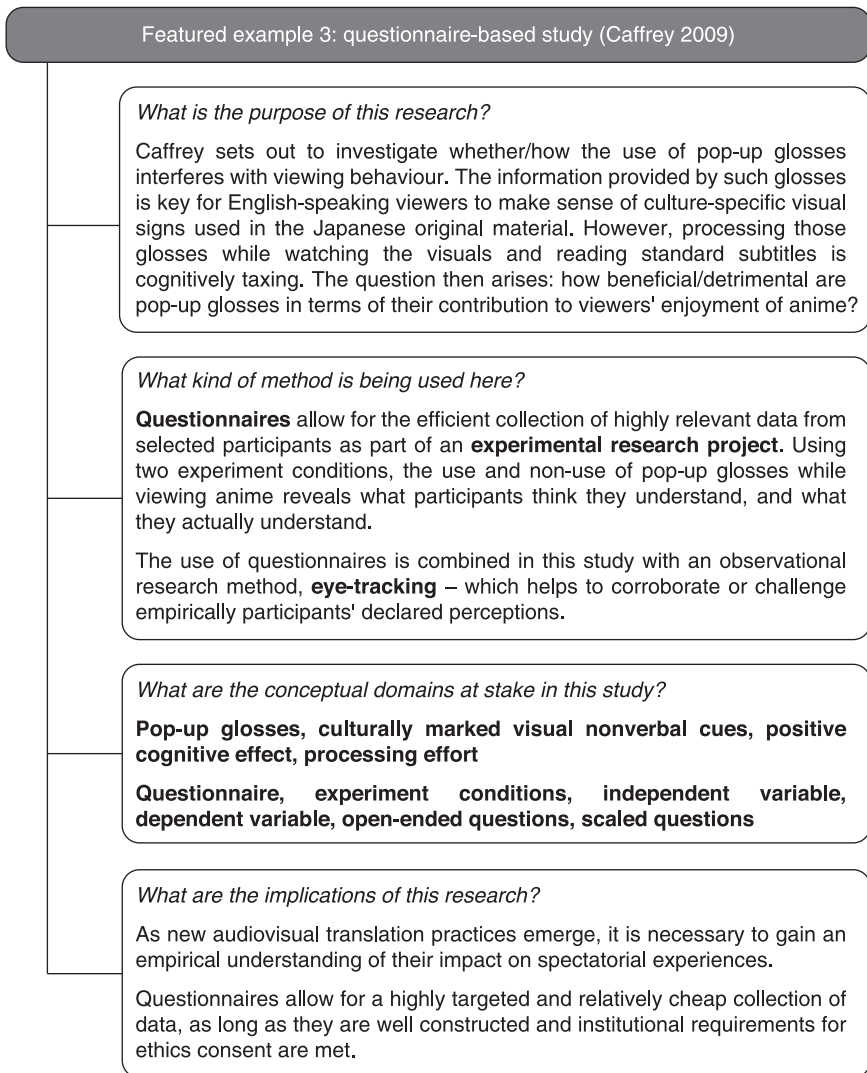 Featured example 3: questionnaire-based study (Caffrey 2009)
What is the purpose of this research?
Caffrey sets out to investigate whether/how the use of pop-up glosses
interferes with viewing behaviour. The information provided by such glosses
is key for English-speaking viewers to make sense of culture-specific visual
signs used in the Japanese original material. However, processing those
glosses while watching the visuals and reading standard subtitles is
cognitively taxing. The question then arises: how beneficial/detrimental are
pop-up glosses in terms of their contribution to viewers' enjoyment of anime?
What kind of method is being used here?
Questionnaires allow for the efficient collection of highly relevant data from
selected participants as part of an experimental research project. Using
two experiment conditions, the use and non-use of pop-up glosses while
viewing anime reveals what participants think they understand, and what
they actually understand.
The use of questionnaires is combined in this study with an observational
research method, eye-tracking – which helps to corroborate or challenge
empirically participants' declared perceptions.
What are the conceptual domains at stake in this study?
Pop-up glosses, culturally marked visual nonverbal cues, positive
cognitive effect, processing effort
Questionnaire, experiment conditions, independent variable,
dependent variable, open-ended questions, scaled questions
What are the implications of this research?
As new audiovisual translation practices emerge, it is necessary to gain an
empirical understanding of their impact on spectatorial experiences.
Questionnaires allow for a highly targeted and relatively cheap collection of
data, as long as they are well constructed and institutional requirements for
ethics consent are met.